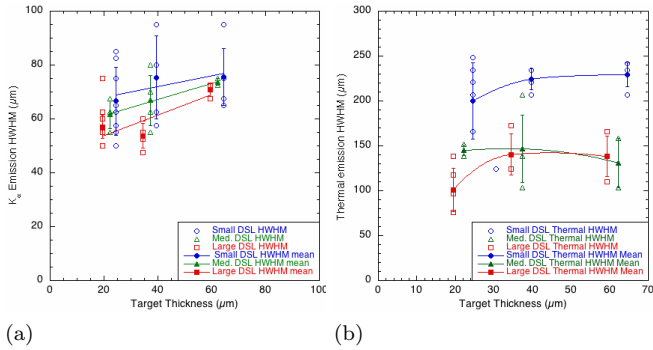 100
80
60
40
20
0
0 20 40 60 80 100
Kα Emission HWHM (µm)
Target Thickness (µm)
Small DSL HWHM
Med. DSL HWHM
Large DSL HWHM
Small DSL HWHM mean
Med. DSL HWHM mean
Large DSL HWHM mean
(a)
300
250
200
150
100
50
0
0 10 20 30 40 50 60 70
Thermal emission HWHM (µm)
Target Thickness (µm)
Small DSL Thermal HWHM
Med. DSL Thermal HWHM
Large DSL Thermal HWHM
Small DSL Thermal HWHM Mean
Med. DSL Thermal HWHM Mean
Large DSL Thermal HWHM Mean
(b)